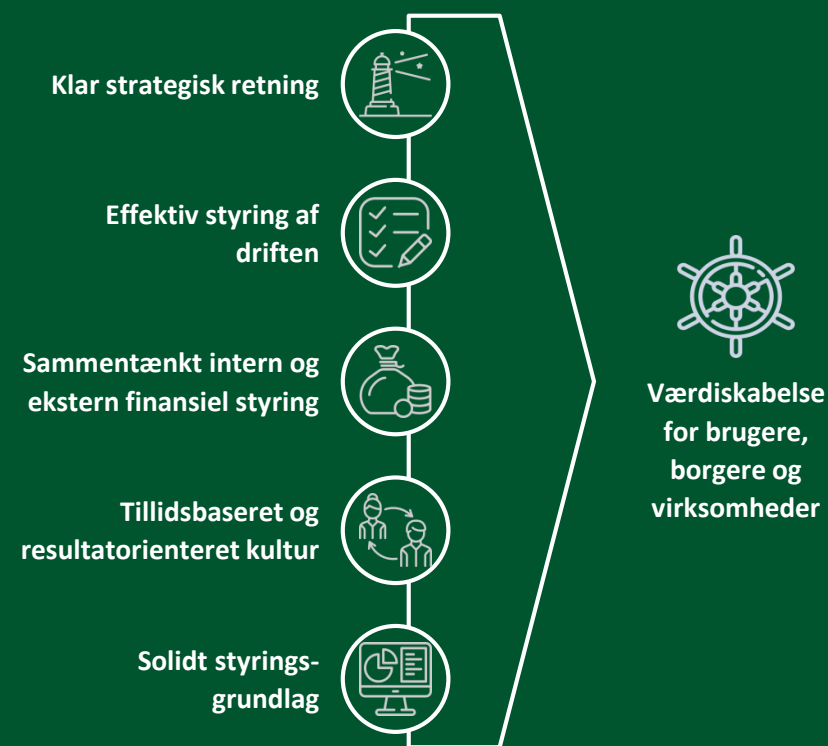 Klar strategisk retning
Effektiv styring af
driften
Sammentænkt intern og
ekstern finansiel styring
Tillidsbaseret og
resultatorienteret kultur
Solidt styrings-
grundlag
Værdiskabelse
for brugere,
borgere og
virksomheder